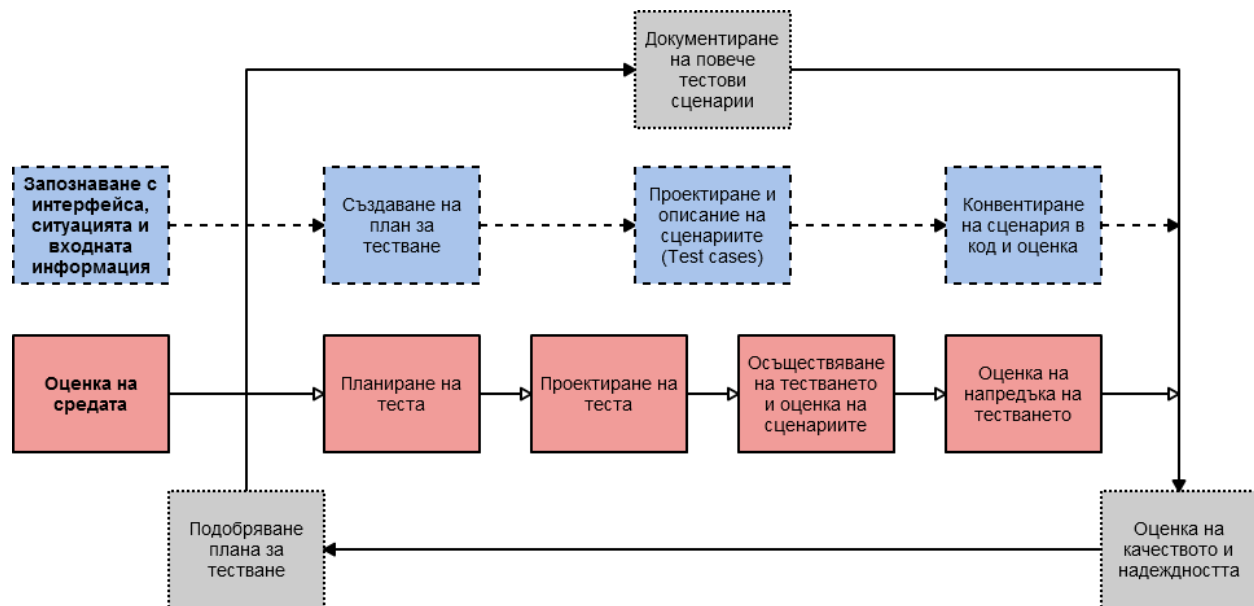 Документиране
на повече
тестови
сценарии
Запознаване с
интерфейса,
ситуацията и
входната
информация
Създаване на
план за
тестване
Проектиране и
описание на
сценариите
(Test cases)
Конвентиране
на сценария в
код и оценка
Оценка на
средата
Планиране на
теста
Проектиране на
теста
Осъществяване
на тестването
и оценка на
сценариите
Оценка на
напредъка на
тестването
Подобряване
плана за
тестване
Оценка на
качеството и
надеждността